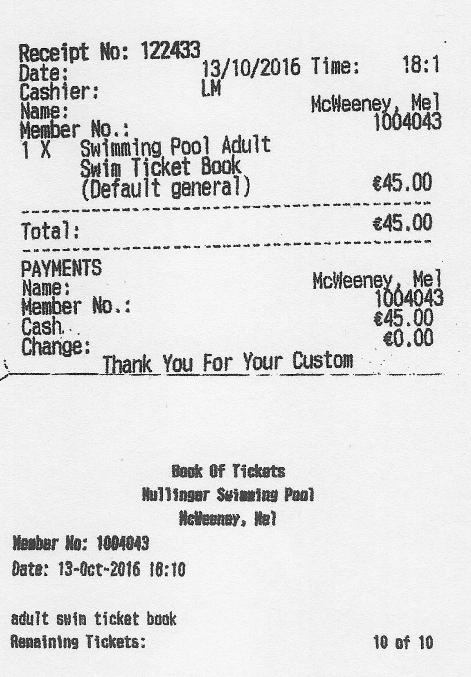 Receipt No: 122433
Date: 13/10/2016 Time: 18:1
Cashier: LM
Name: McWeeney, Mel
Member No.: 1004043
1 X Swimming Pool Adult
Swim Ticket Book
(Default general) €45.00
Total: €45.00
PAYMENTS
Name: McWeeney, Mel
Member No.: 1004043
Cash €45.00
Change: €0.00
Thank You For Your Custom
Book Of Tickets
Mullingar Swimming Pool
McWeeney, Mel
Member No: 1004043
Date: 13-Oct-2016 18:10
adult swim ticket book
Remaining Tickets: 10 of 10